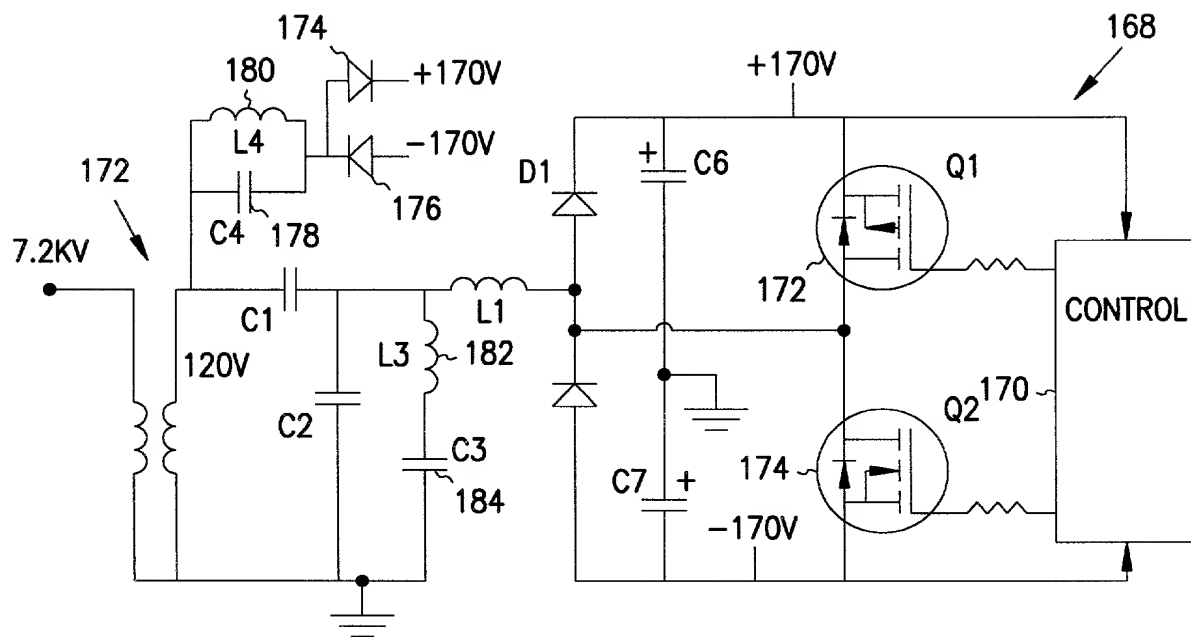 174
168
180
+170V
+170V
L4
-170V
172
D1
+
C6
Q1
176
C4
178
7.2KV
172
C1
L1
CONTROL
L3
182
120V
Q2
170
C2
C3
174
C7
+
184
-170V